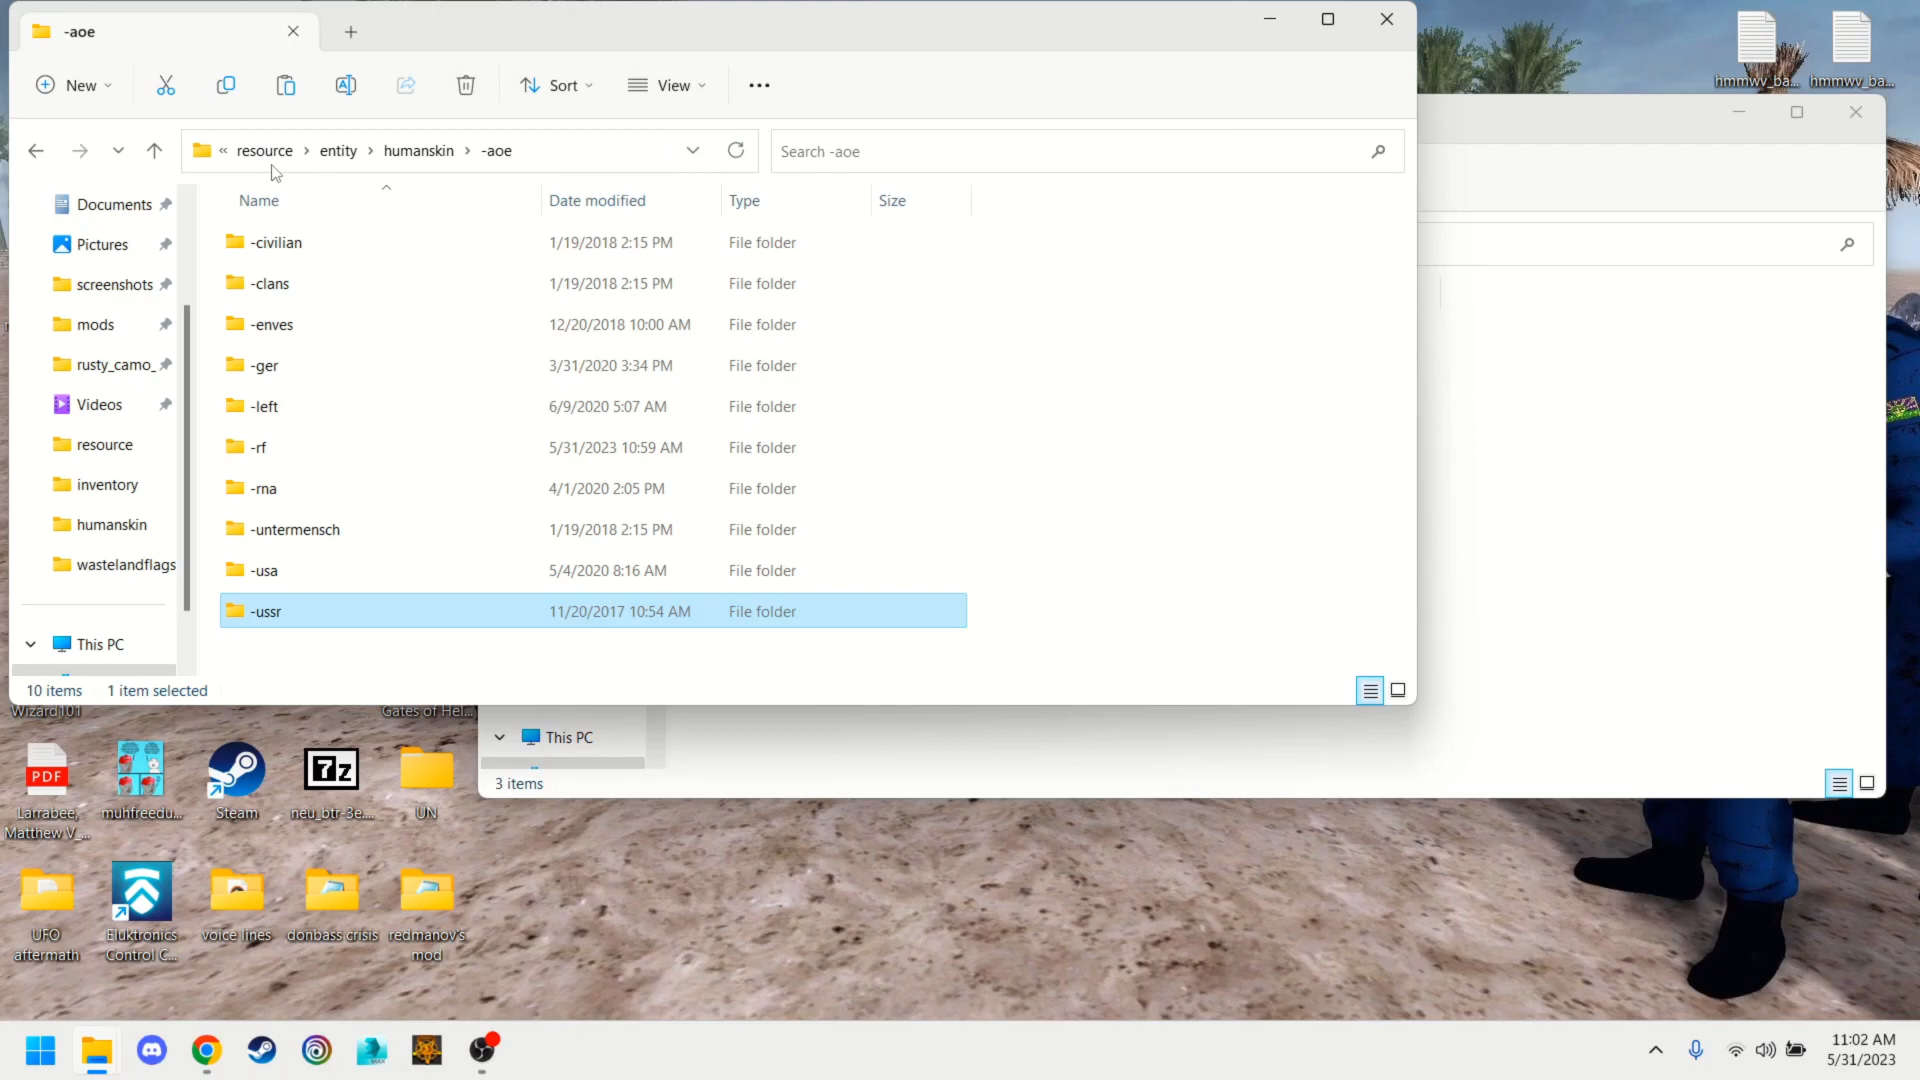 -aoe
New
Sort
View
« resource > entity > humanskin > -aoe
Search -aoe
Name
Date modified
Type
Size
Documents
Pictures
screenshots
mods
rusty_camo_
Videos
resource
inventory
humanskin
wastelandflags
This PC
-civilian 1/19/2018 2:15 PM File folder
-clans 1/19/2018 2:15 PM File folder
-enves 12/20/2018 10:00 AM File folder
-ger 3/31/2020 3:34 PM File folder
-left 6/9/2020 5:07 AM File folder
-rf 5/31/2023 10:59 AM File folder
-rna 4/1/2020 2:05 PM File folder
-untermensch 1/19/2018 2:15 PM File folder
-usa 5/4/2020 8:16 AM File folder
-ussr 11/20/2017 10:54 AM File folder
10 items 1 item selected
hmmwv_ba...
hmmwv_ba...
This PC
3 items
Wizard101
Gates of Hel...
PDF
Larrabee,
Matthew V_...
muhfreedu...
Steam
7z
neu_btr-3e....
UN
UFO
aftermath
Eluktronics
Control C...
voice lines
donbass crisis
redmanov's
mod
MAX
11:02 AM
5/31/2023